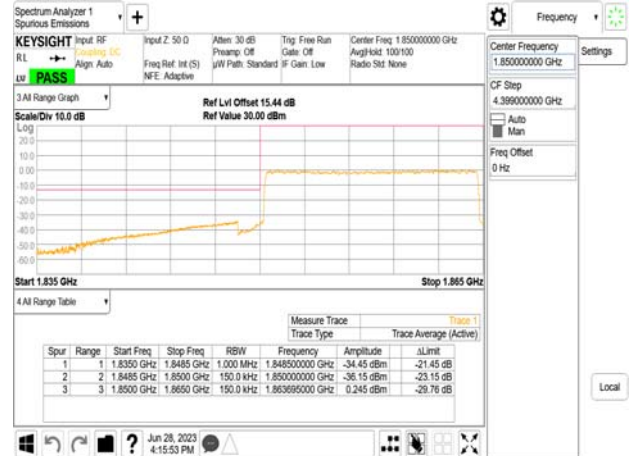 Spectrum Analyzer 1
Spurious Emissions
+
Frequency
KEYSIGHT
RL
PASS
Input: RF
Coupling: DC
Align: Auto
Input Z: 50 Ω
Freq Ref: Int (S)
NFE: Adaptive
Atten: 30 dB
Preamp: Off
µW Path: Standard
Trig: Free Run
Gate: Off
IF Gain: Low
Center Freq: 1.850000000 GHz
Avg|Hold: 100/100
Radio Std: None
Center Frequency
1.850000000 GHz
Settings
CF Step
4.399000000 GHz
Auto
Man
Freq Offset
0 Hz
3 All Range Graph
Scale/Div 10.0 dB
Ref Lvl Offset 15.44 dB
Ref Value 30.00 dBm
Log
20.0
10.0
0.00
-10.0
-20.0
-30.0
-40.0
-50.0
-60.0
Start 1.835 GHz
Stop 1.865 GHz
4 All Range Table
Measure Trace Trace 1
Trace Type Trace Average (Active)
Spur Range Start Freq Stop Freq RBW Frequency Amplitude ΔLimit
1 1 1.8350 GHz 1.8485 GHz 1.000 MHz 1.848500000 GHz -34.45 dBm -21.45 dB
2 2 1.8485 GHz 1.8500 GHz 150.0 kHz 1.850000000 GHz -36.15 dBm -23.15 dB
3 3 1.8500 GHz 1.8650 GHz 150.0 kHz 1.863695000 GHz 0.245 dBm -29.76 dB
Local
?
Jun 28, 2023
4:15:53 PM